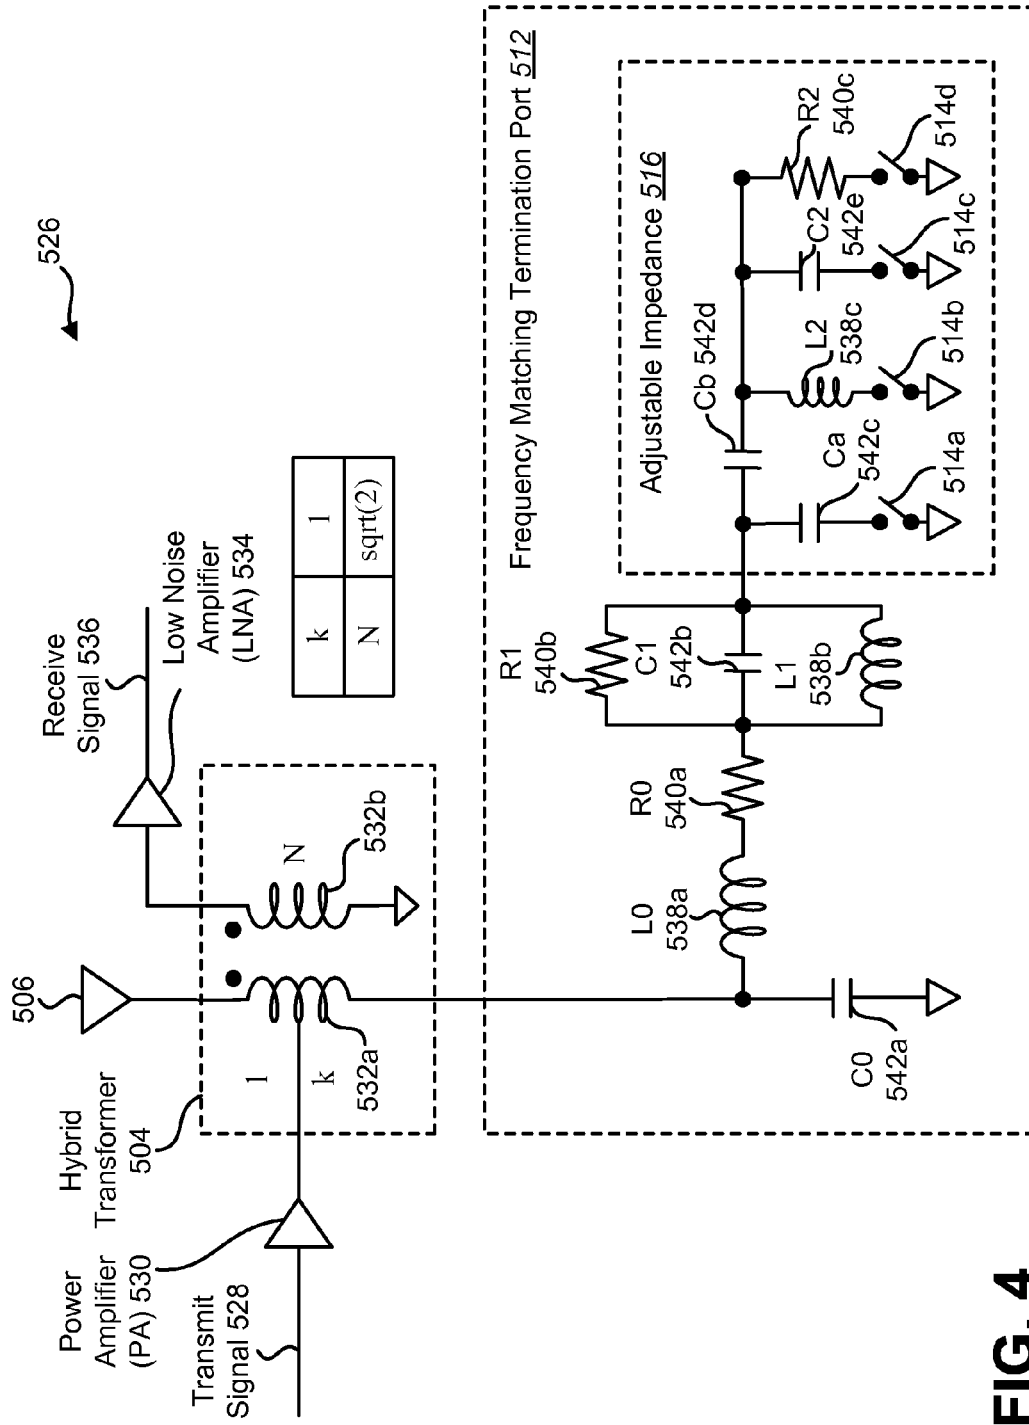 526
506
Receive
Signal 536
Low Noise
Amplifier
(LNA) 534
Hybrid
Transformer
504
Power
Amplifier
(PA) 530
Transmit
Signal 528
1
k
532a
N
532b
k
1
N
sqrt(2)
Frequency Matching Termination Port 512
Adjustable Impedance 516
C0
542a
L0
538a
R0
540a
R1
540b
C1
542b
L1
538b
Ca
542c
Cb 542d
L2
538c
C2
542e
R2
540c
514a
514b
514c
514d
FIG. 4